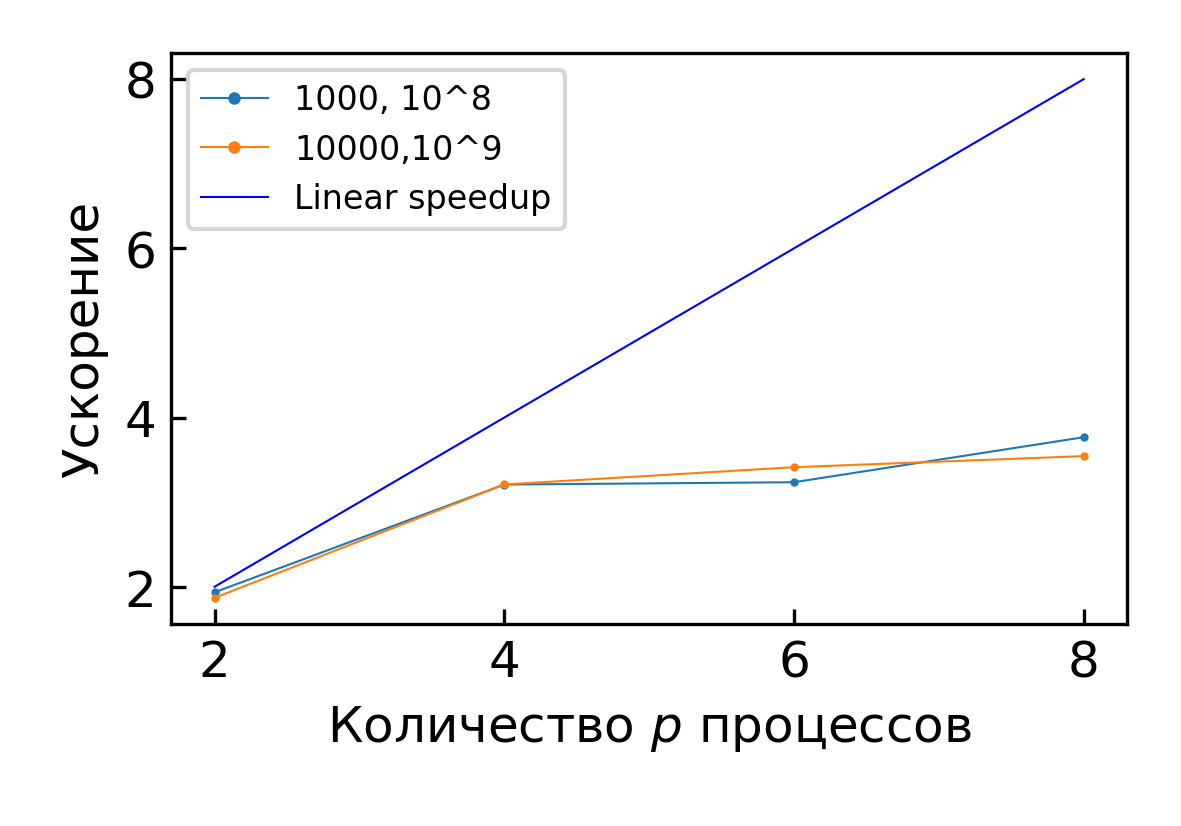 8
6
4
2
Ускорение
1000, 10^8
10000,10^9
Linear speedup
2 4 6 8
Количество p процессов